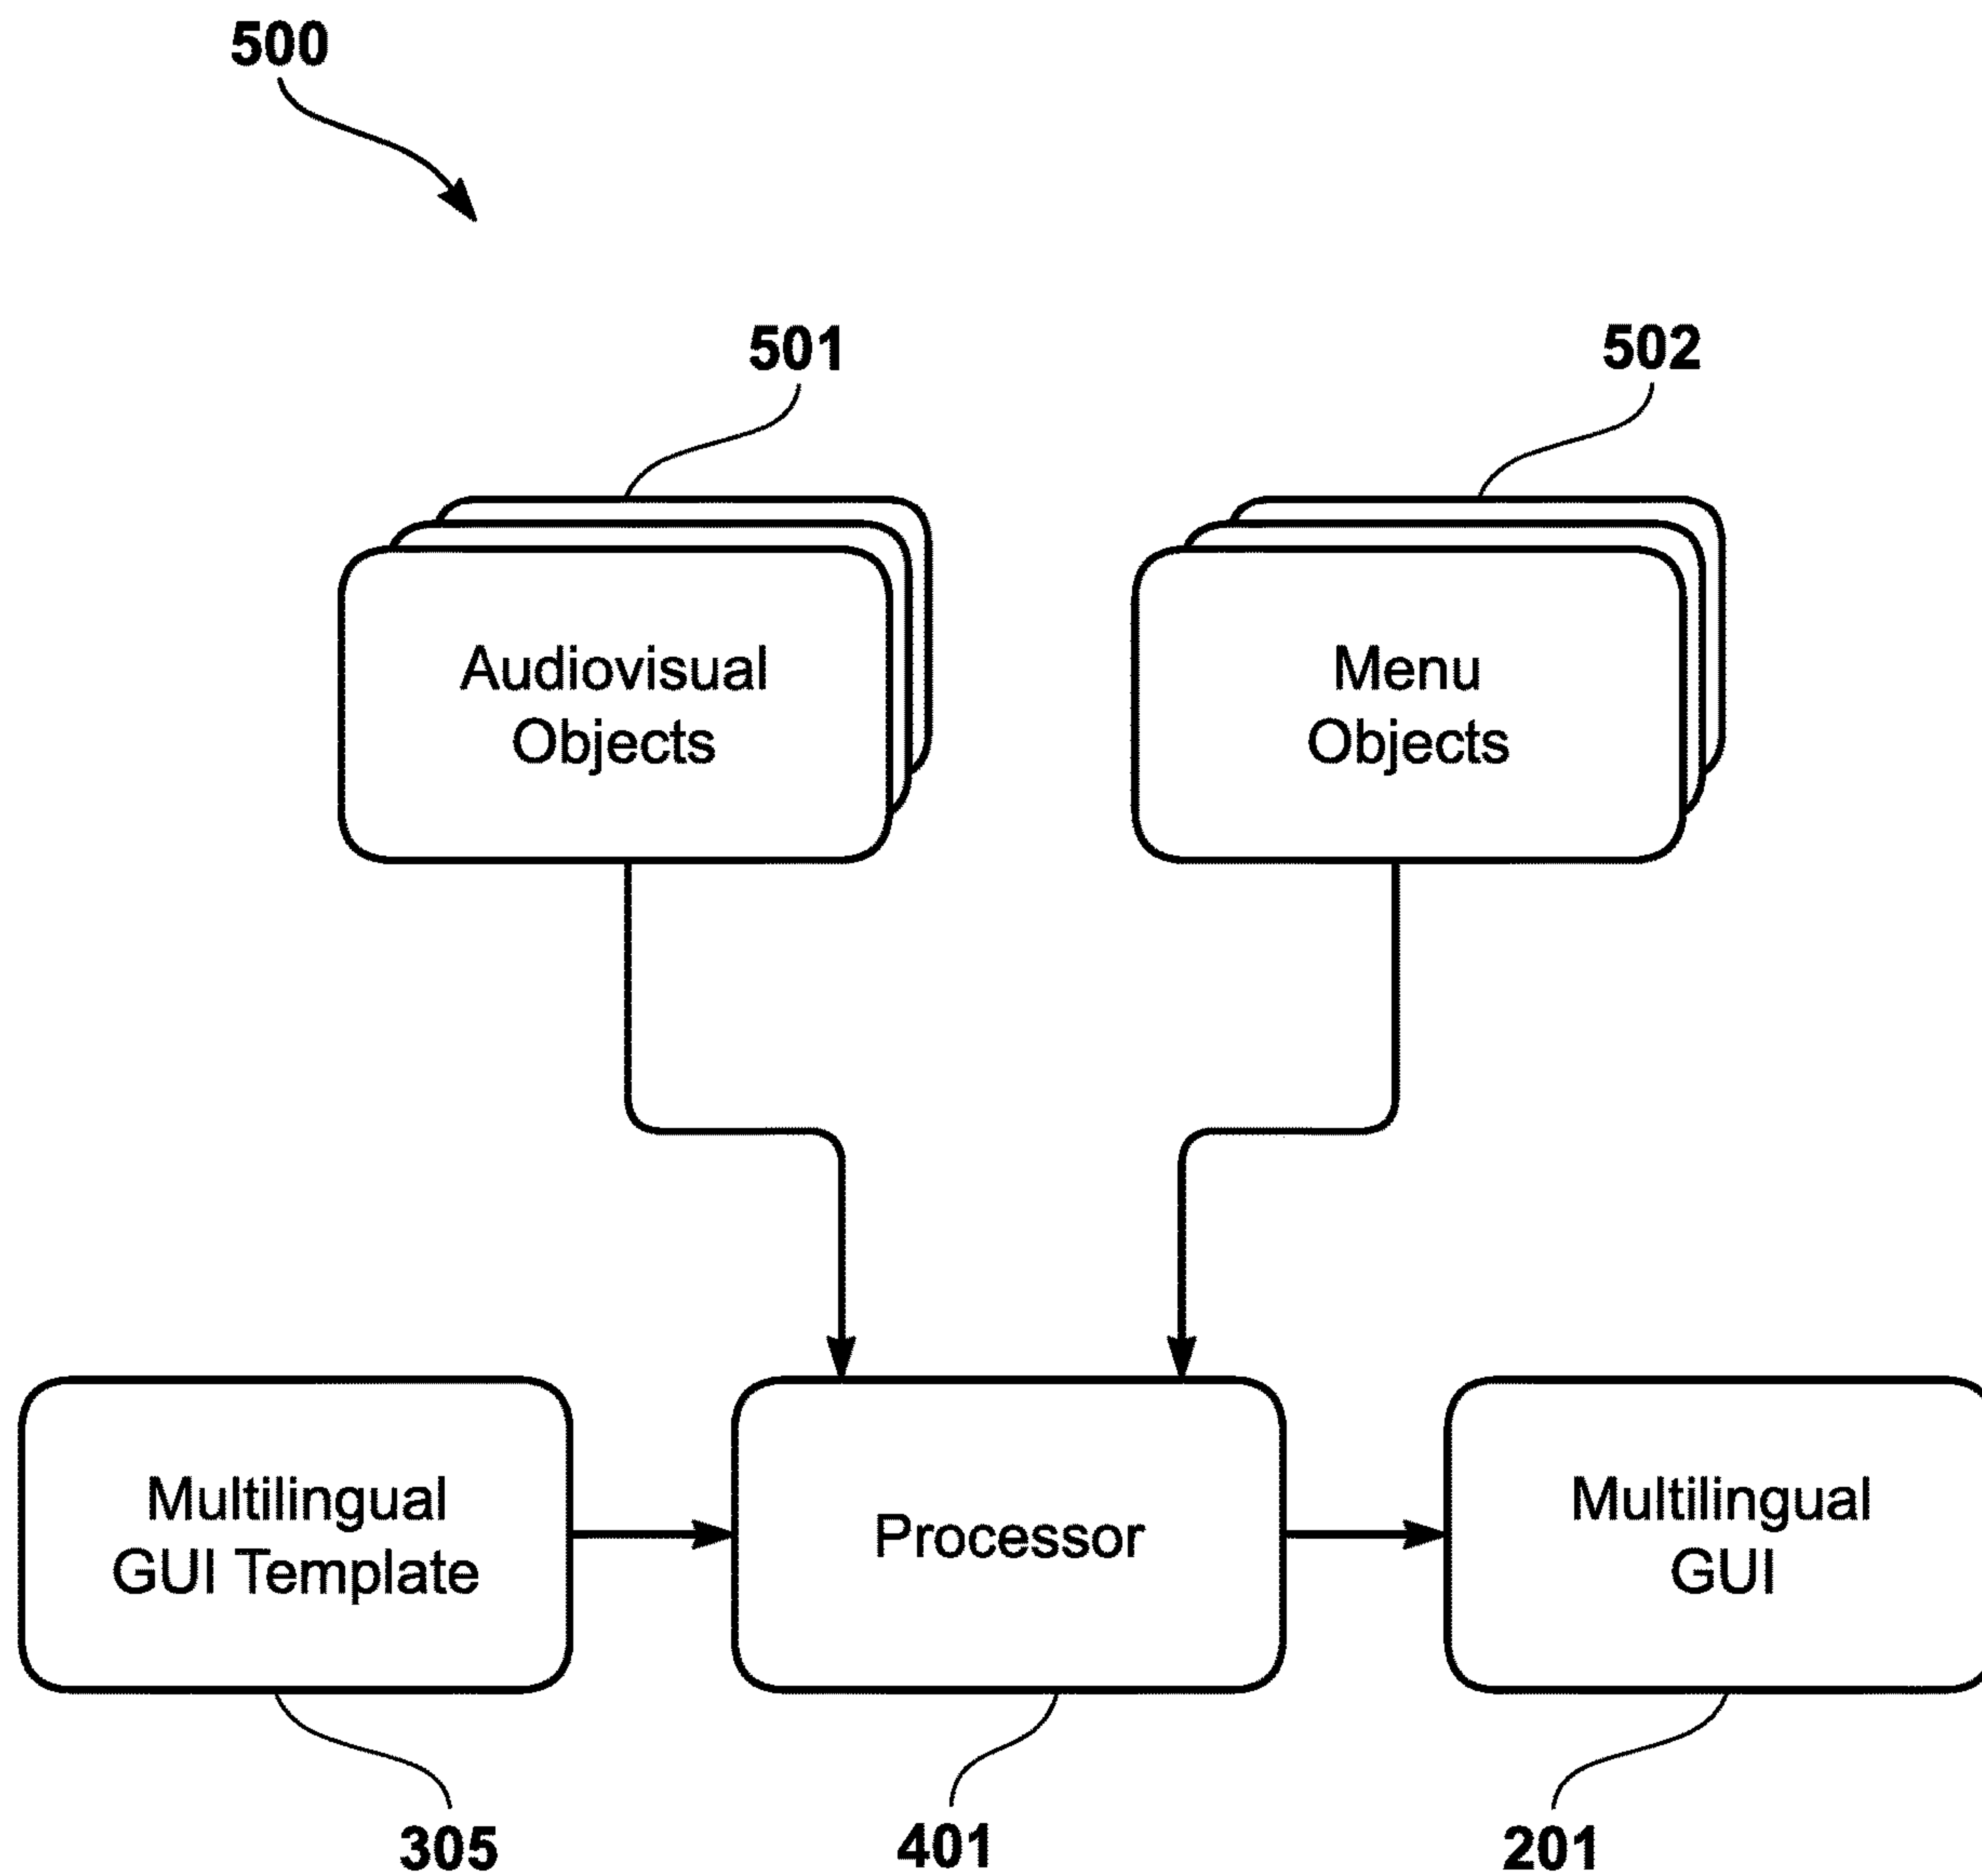 500
501
502
Audiovisual
Objects
Menu
Objects
Multilingual
GUI Template
Processor
Multilingual
GUI
305
401
201